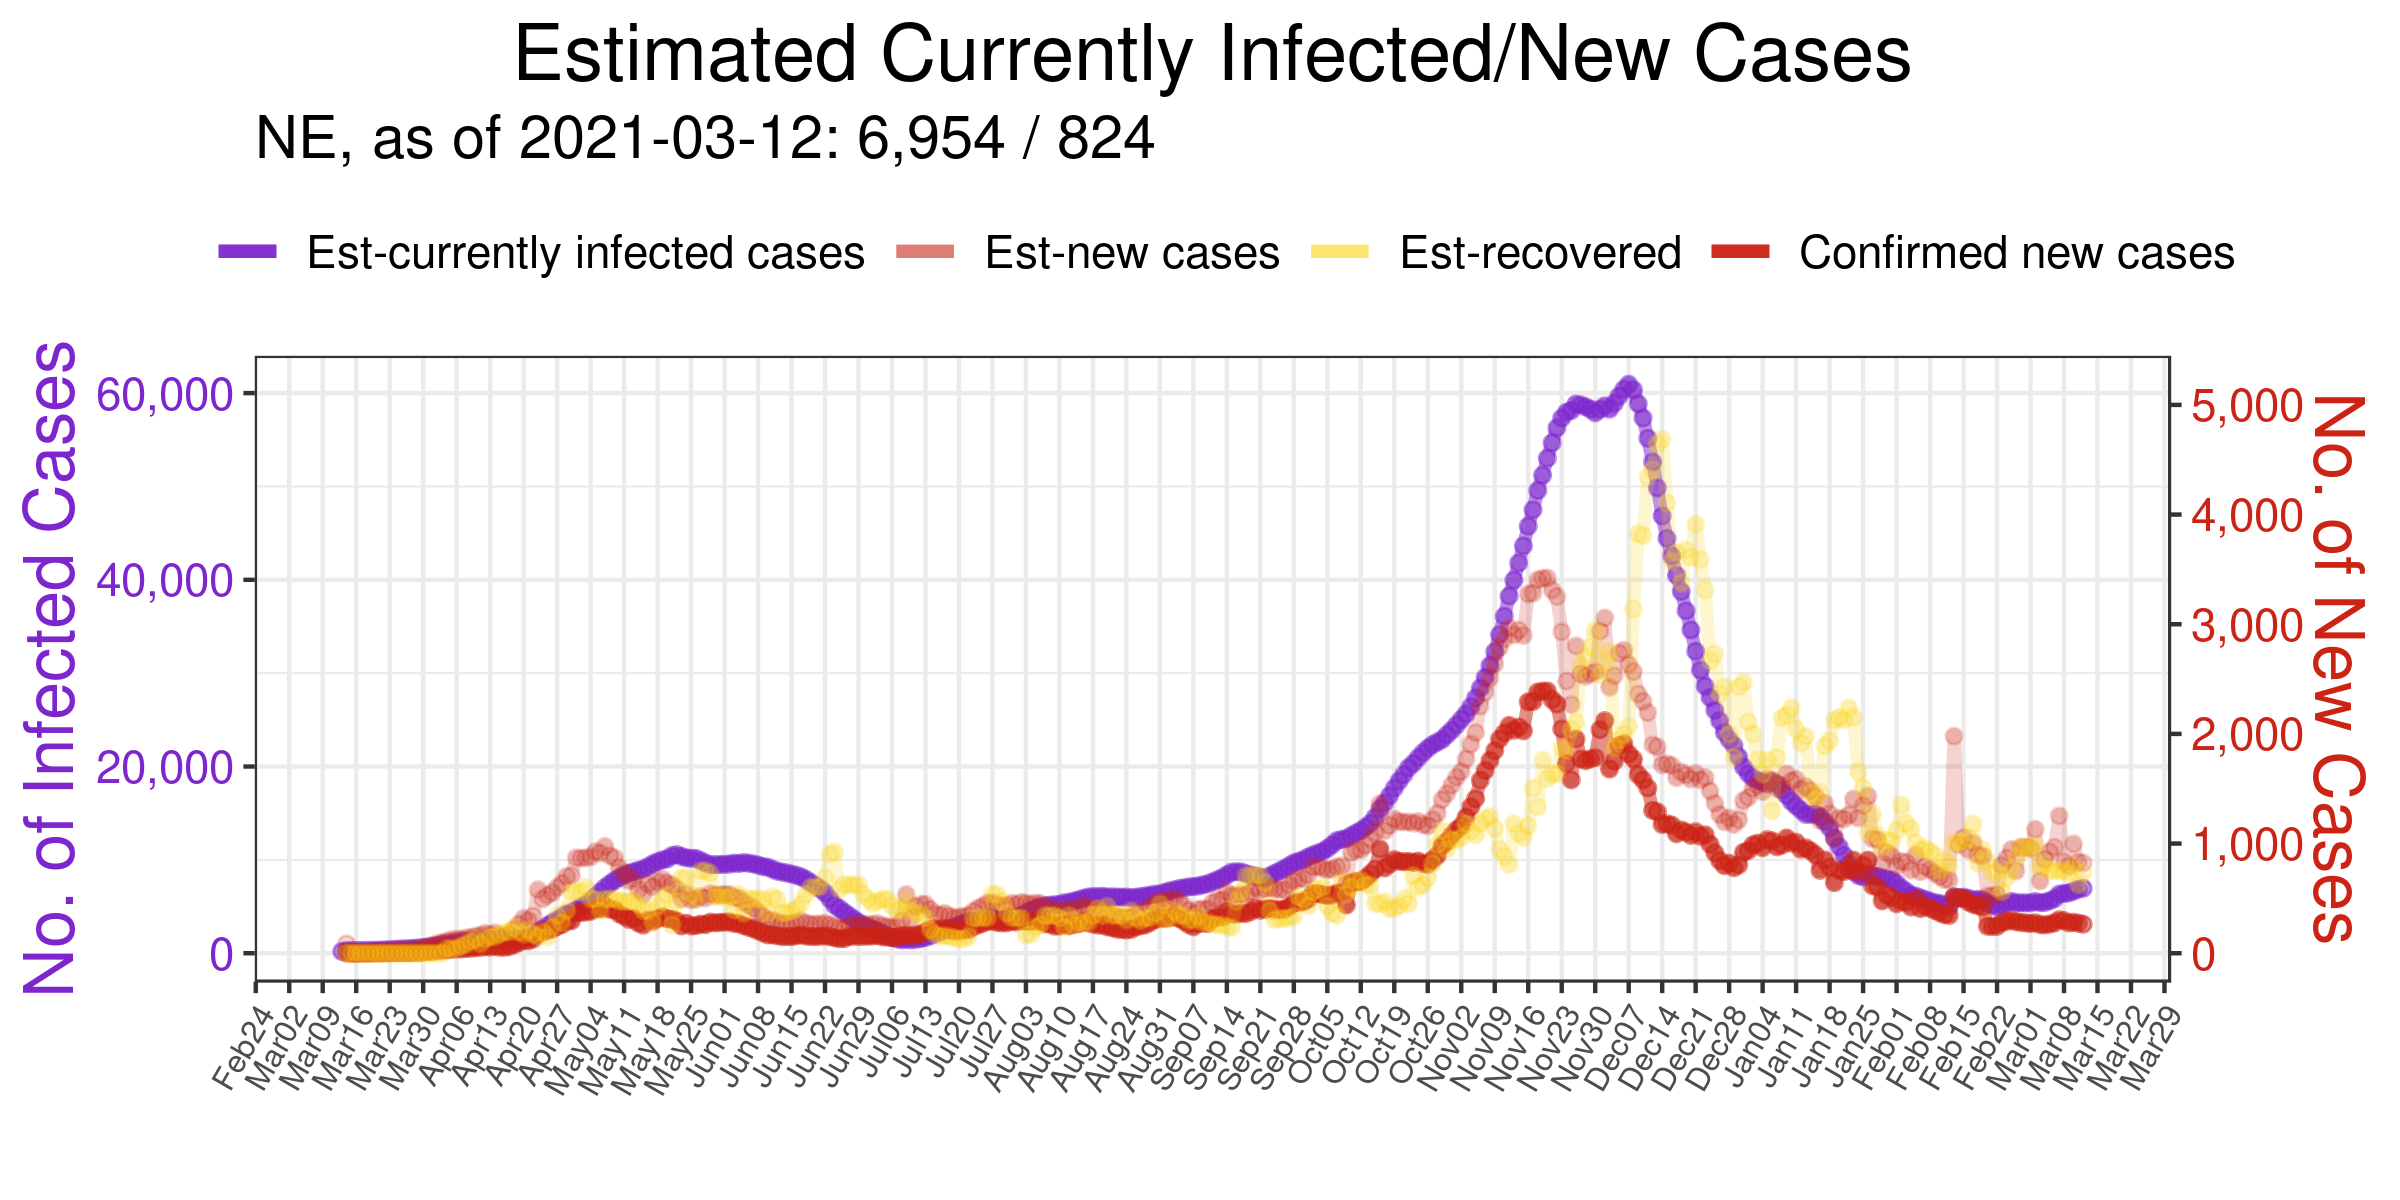 Estimated Currently Infected/New Cases
NE, as of 2021-03-12: 6,954 / 824
Est-currently infected cases Est-new cases Est-recovered Confirmed new cases
No. of Infected Cases
60,000
40,000
20,000
0
5,000
4,000
3,000
2,000
1,000
0
No. of New Cases
Feb24 Mar02 Mar09 Mar16 Mar23 Mar30 Apr06 Apr13 Apr20 Apr27 May04 May11 May18 May25 Jun01 Jun08 Jun15 Jun22 Jun29 Jul06 Jul13 Jul20 Jul27 Aug03 Aug10 Aug17 Aug24 Aug31 Sep07 Sep14 Sep21 Sep28 Oct05 Oct12 Oct19 Oct26 Nov02 Nov09 Nov16 Nov23 Nov30 Dec07 Dec14 Dec21 Dec28 Jan04 Jan11 Jan18 Jan25 Feb01 Feb08 Feb15 Feb22 Mar01 Mar08 Mar15 Mar22 Mar29